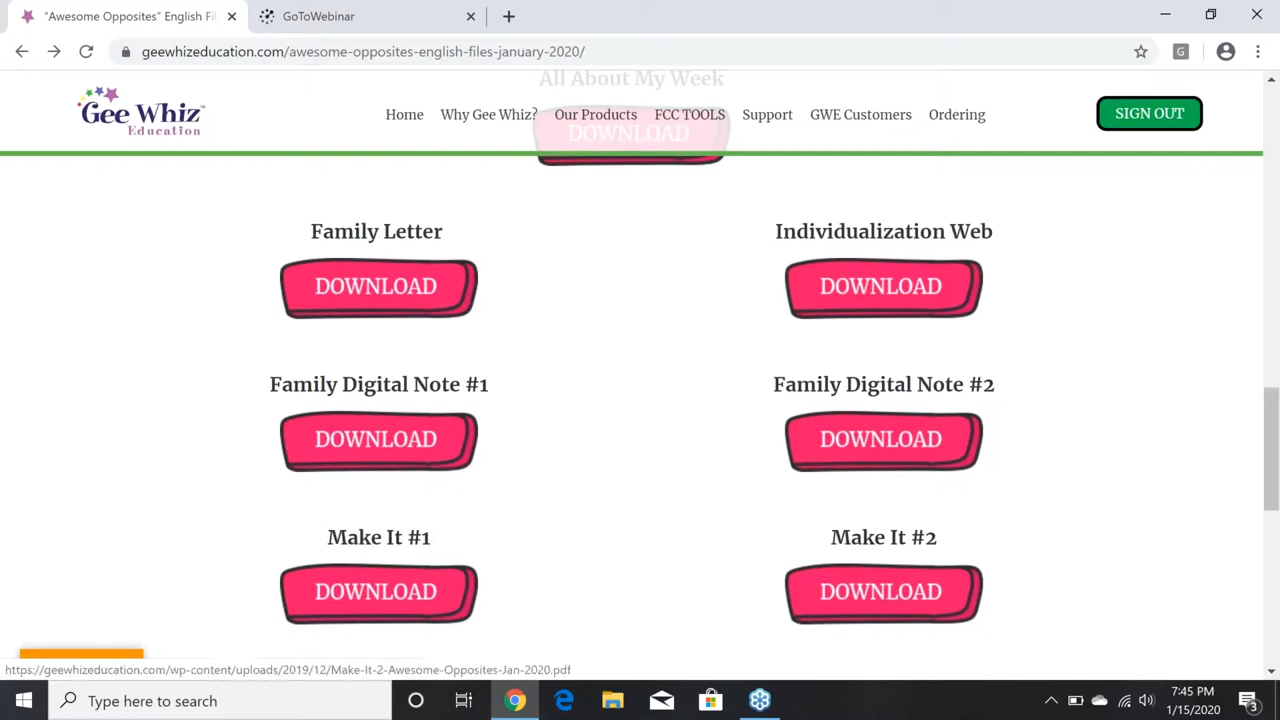 "Awesome Opposites" English Fil
GoToWebinar
geewhizeducation.com/awesome-opposites-english-files-january-2020/
All About My Week
DOWNLOAD
Gee Whiz™
Education
Home
Why Gee Whiz?
Our Products
FCC TOOLS
Support
GWE Customers
Ordering
SIGN OUT
Family Letter
Individualization Web
DOWNLOAD
DOWNLOAD
Family Digital Note #1
Family Digital Note #2
DOWNLOAD
DOWNLOAD
Make It #1
Make It #2
DOWNLOAD
DOWNLOAD
https://geewhizeducation.com/wp-content/uploads/2019/12/Make-It-2-Awesome-Opposites-Jan-2020.pdf
Type here to search
7:45 PM
1/15/2020
3